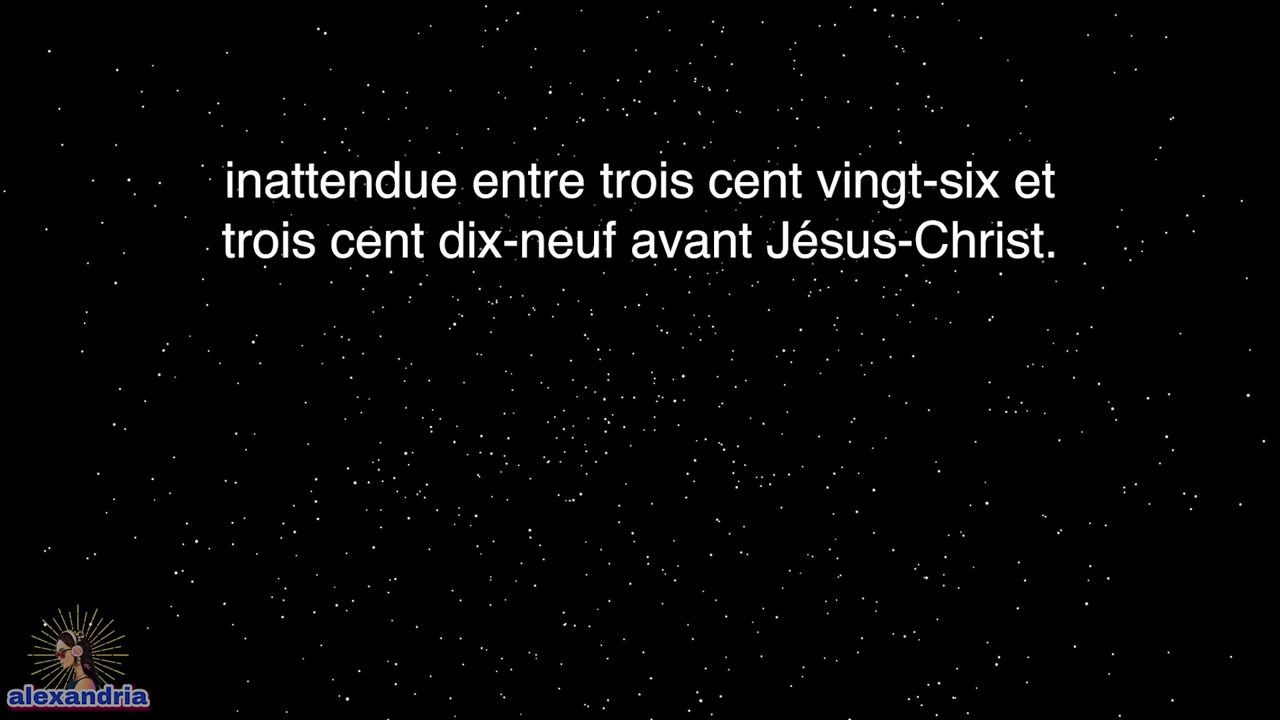 inattendue entre trois cent vingt-six et
trois cent dix-neuf avant Jésus-Christ.
alexandria